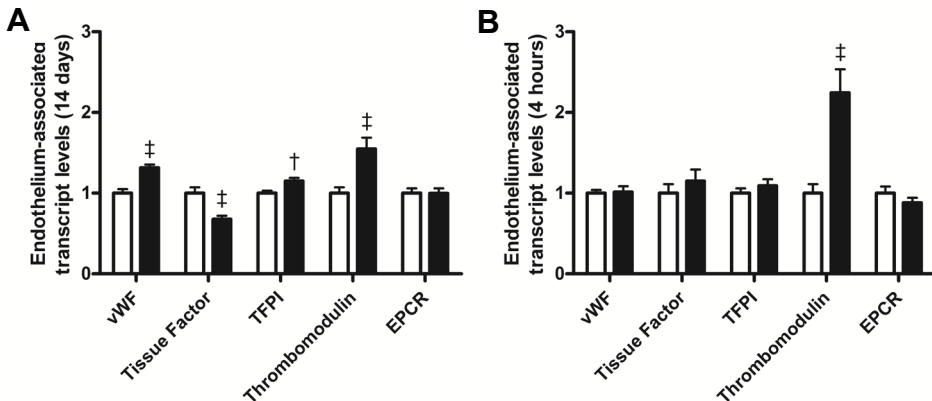 A
Endothelium-associated
transcript levels (14 days)
3
2
1
0
‡
‡
†
‡
vWF
Tissue Factor
TFPI
Thrombomodulin
EPCR
B
Endothelium-associated
transcript levels (4 hours)
3
2
1
0
‡
vWF
Tissue Factor
TFPI
Thrombomodulin
EPCR